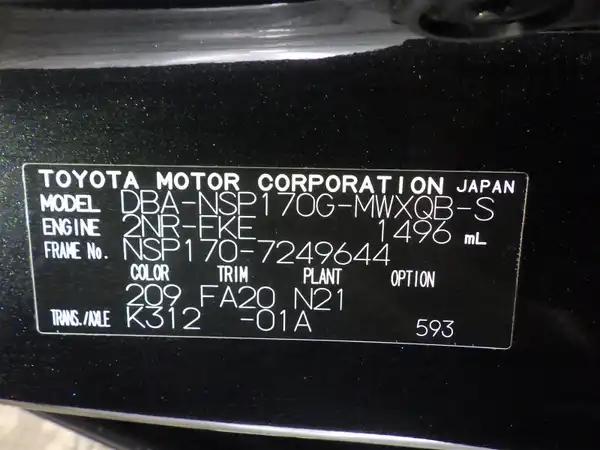 TOYOTA MOTOR CORPORATION JAPAN
MODEL DBA-NSP170G-MWXQB-S
ENGINE 2NR-FKE 1496 mL
FRAME No. NSP170-7249644
COLOR TRIM PLANT OPTION
209 FA20 N21
TRANS./AXLE K312 -01A 593